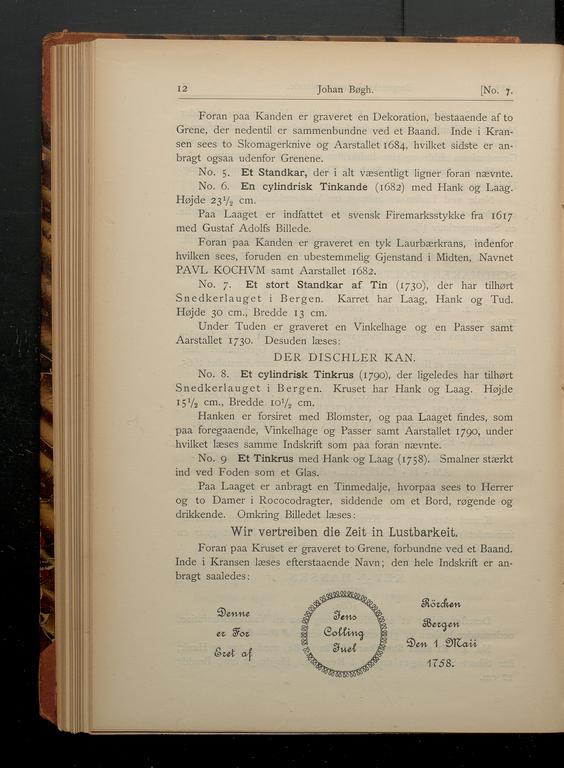 12 Johan Bøgh. [No. 7.
Foran paa Kanden er graveret en Dekoration, bestaaende af to
Grene, der nedentil er sammenbundne ved et Baand. Inde i Kran-
sen sees to Skomagerknive og Aarstallet 1684, hvilket sidste er an-
bragt ogsaa udenfor Grenene.
No. 5. Et Standkar, der i alt væsentligt ligner foran nævnte.
No. 6. En cylindrisk Tinkande (1682) med Hank og Laag.
Højde 23½ cm.
Paa Laaget er indfattet et svensk Firemarksstykke fra 1617
med Gustaf Adolfs Billede.
Foran paa Kanden er graveret en tyk Laurbærkrans, indenfor
hvilken sees, foruden en ubestemmelig Gjenstand i Midten, Navnet
PAVL KOCHVM samt Aarstallet 1682.
No. 7. Et stort Standkar af Tin (1730), der har tilhørt
Snedkerlauget i Bergen. Karret har Laag, Hank og Tud.
Højde 30 cm., Bredde 13 cm.
Under Tuden er graveret en Vinkelhage og en Passer samt
Aarstallet 1730. Desuden læses:
DER DISCHLER KAN.
No. 8. Et cylindrisk Tinkrus (1790), der ligeledes har tilhørt
Snedkerlauget i Bergen. Kruset har Hank og Laag. Højde
15½ cm., Bredde 10½ cm.
Hanken er forsiret med Blomster, og paa Laaget findes, som
paa foregaaende, Vinkelhage og Passer samt Aarstallet 1790, under
hvilket læses samme Indskrift som paa foran nævnte.
No. 9 Et Tinkrus med Hank og Laag (1758). Smalner stærkt
ind ved Foden som et Glas.
Paa Laaget er anbragt en Tinmedalje, hvorpaa sees to Herrer
og to Damer i Rococodragter, siddende om et Bord, røgende og
drikkende. Omkring Billedet læses:
Wir vertreiben die Zeit in Lustbarkeit.
Foran paa Kruset er graveret to Grene, forbundne ved et Baand.
Inde i Kransen læses efterstaaende Navn; den hele Indskrift er an-
bragt saaledes:
Denne
er For
Eret af
Jens
Colling
Juel
Rörcken
Bergen
Den 1 Maii
1758.